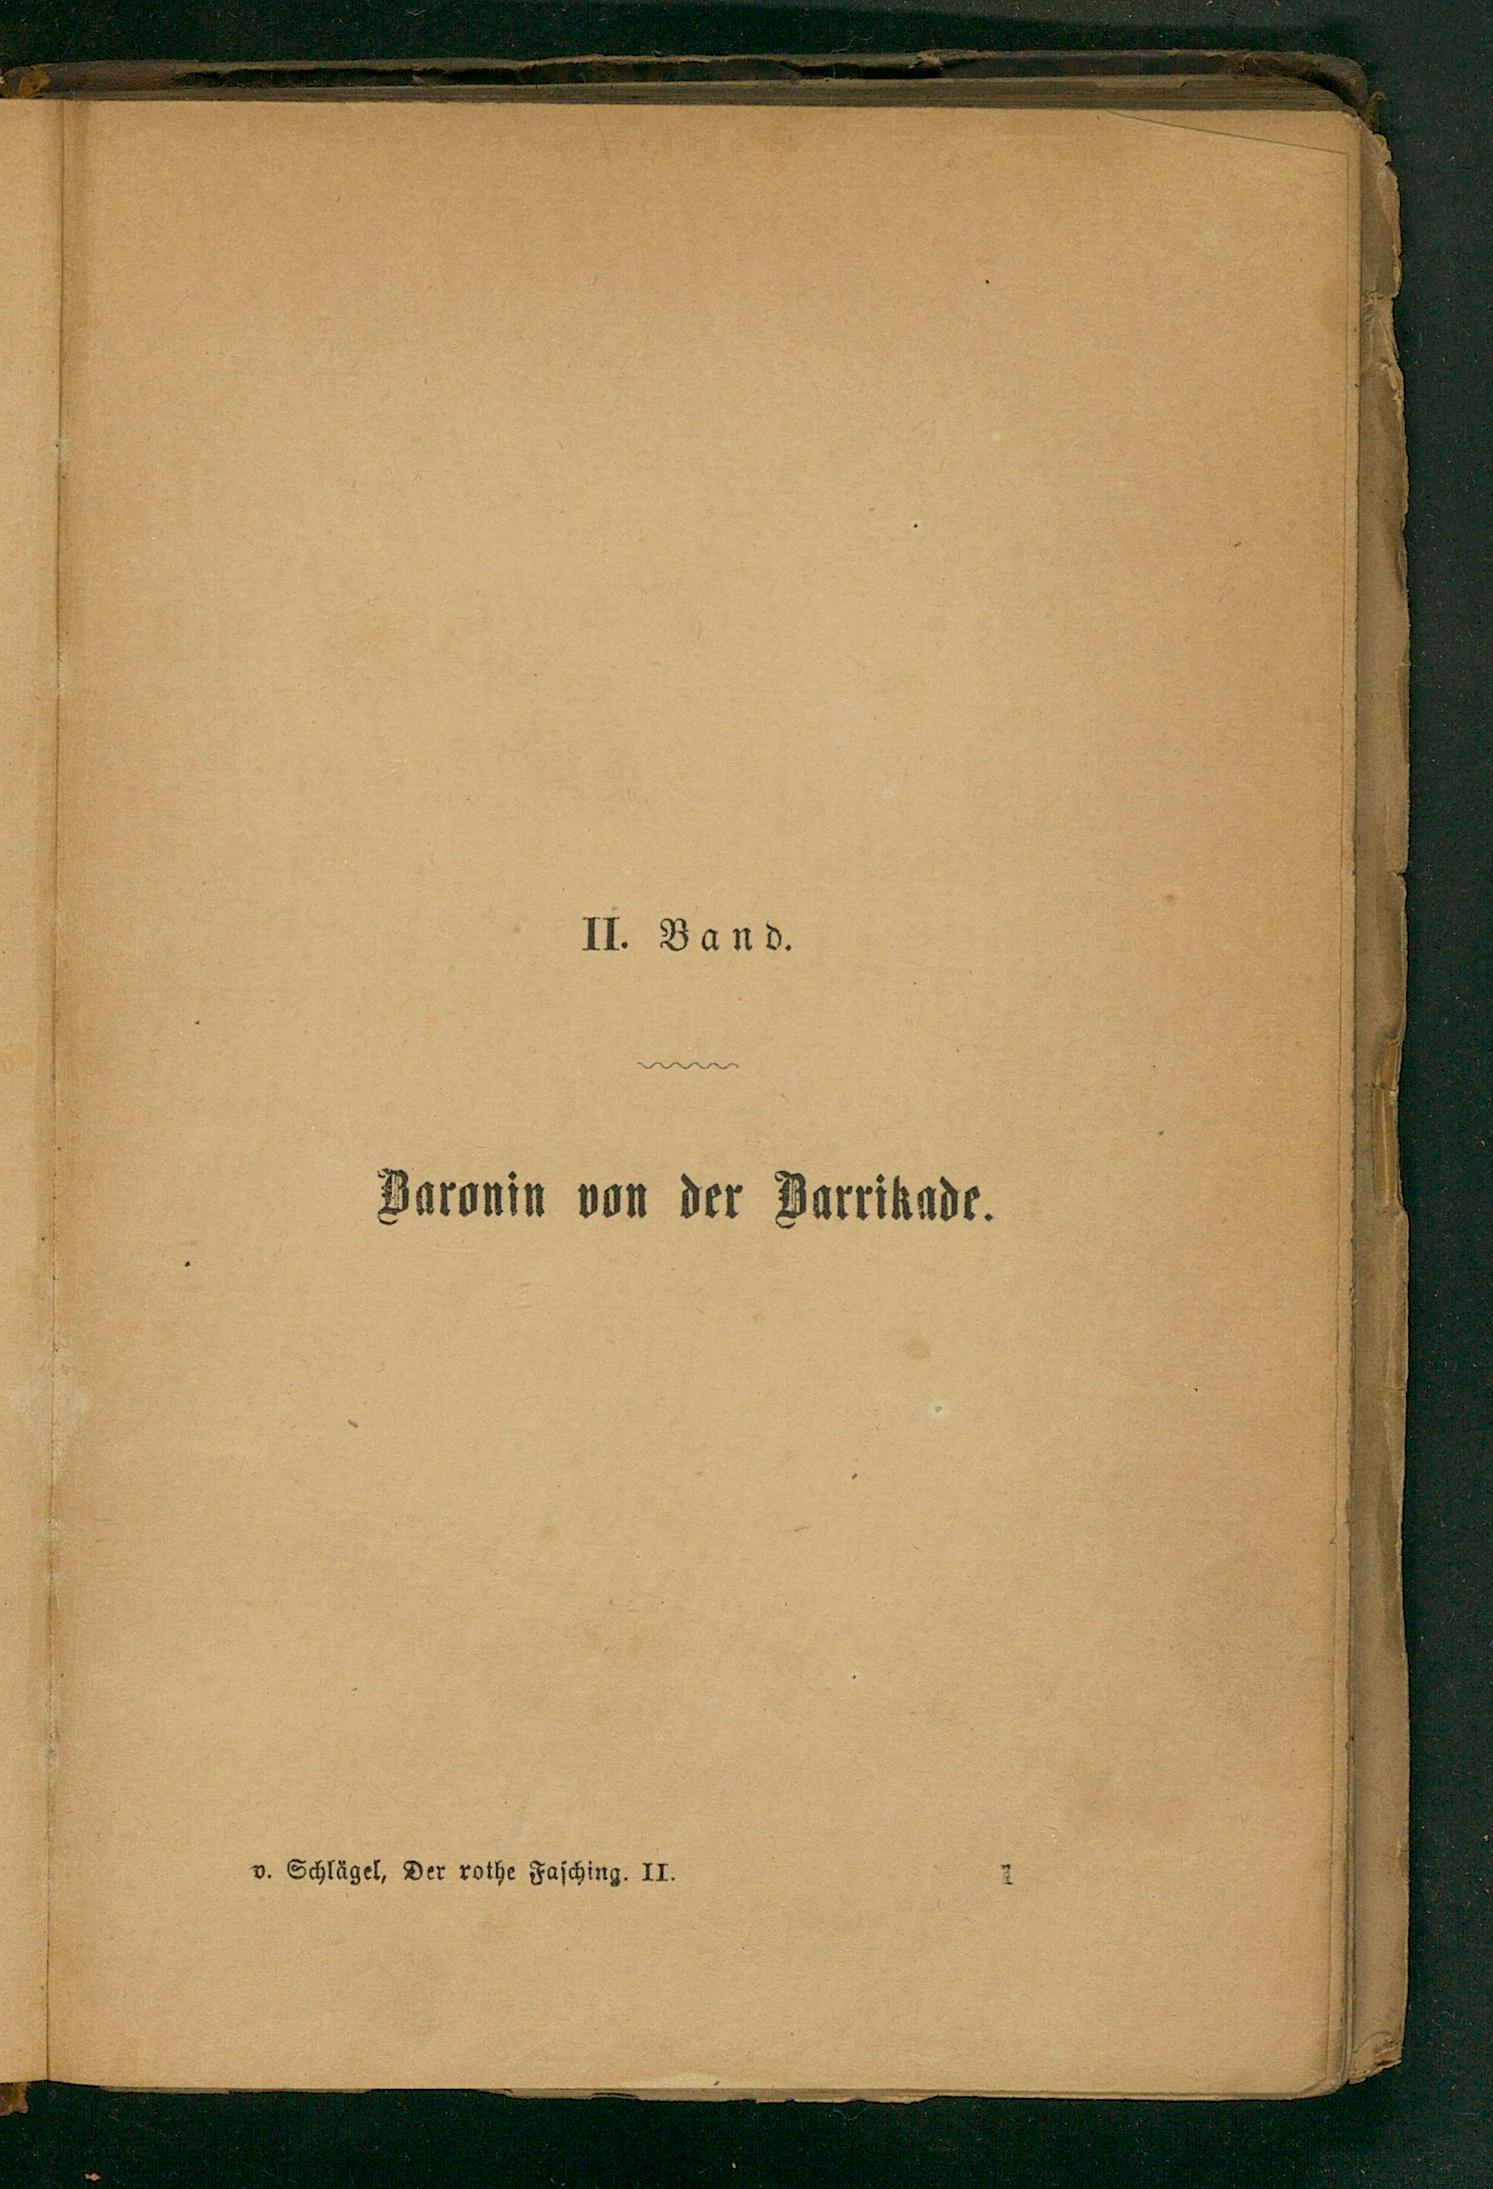 II. Band.
Baronin von der Barrikade.
v. Schlägel, Der rothe Fasching. II.
1